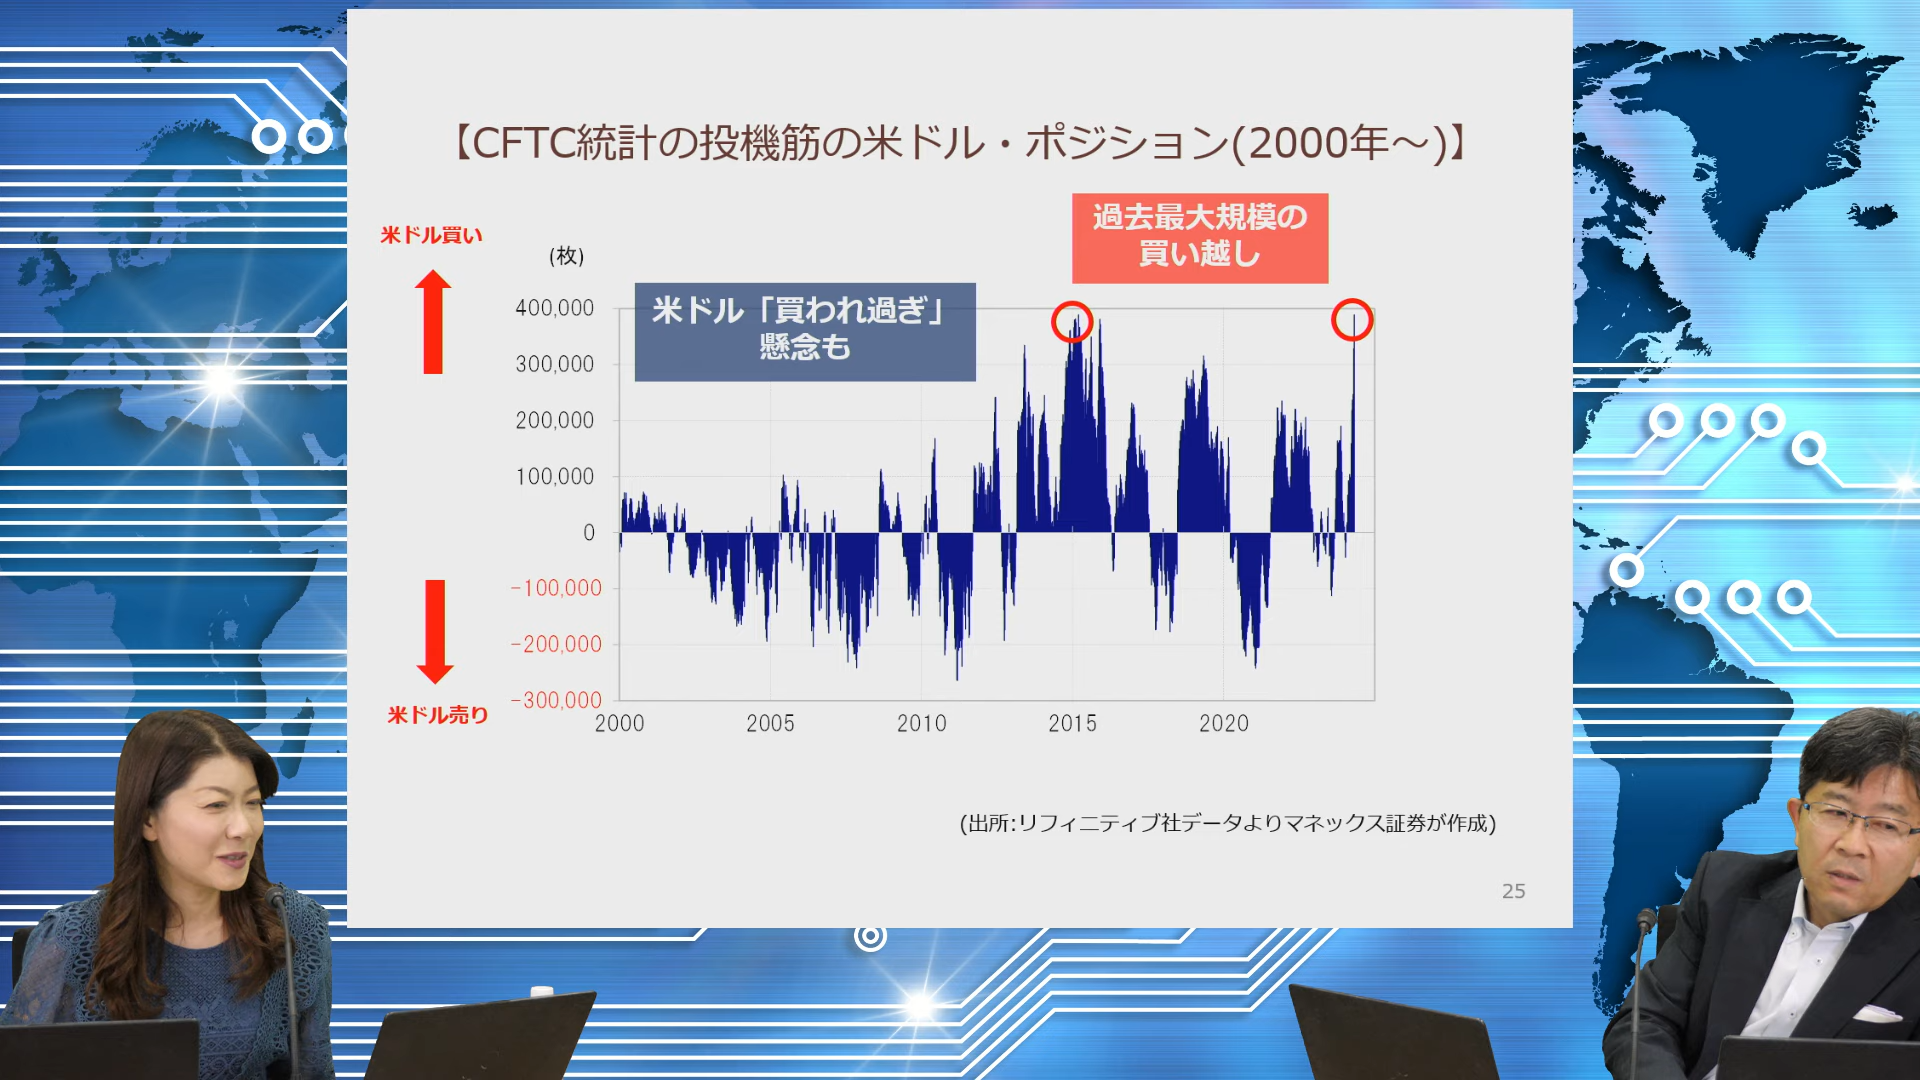 【CFTC統計の投機筋の米ドル・ポジション(2000年～)】
過去最大規模の
買い越し
米ドル買い
(枚)
米ドル「買われ過ぎ」
懸念も
400,000
300,000
200,000
100,000
0
-100,000
-200,000
-300,000
米ドル売り
2000 2005 2010 2015 2020
(出所:リフィニティブ社データよりマネックス証券が作成)
25